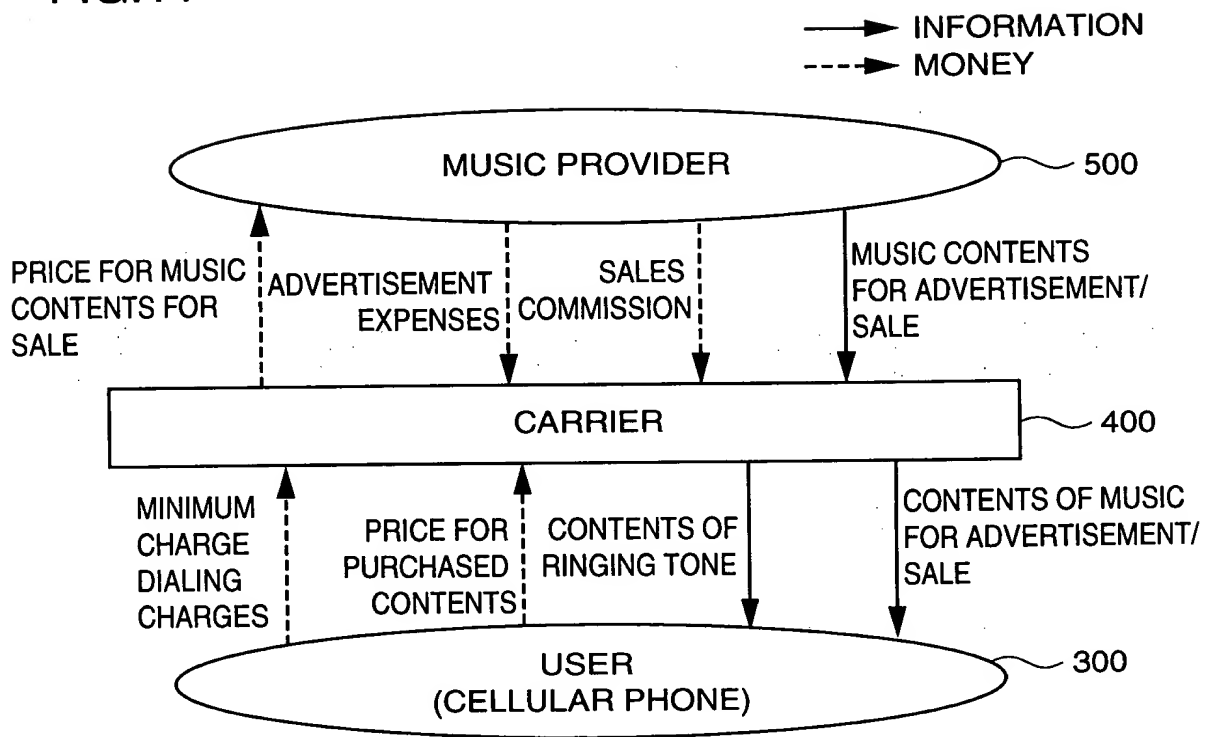 INFORMATION
MONEY
MUSIC PROVIDER
500
PRICE FOR MUSIC
CONTENTS FOR
SALE
ADVERTISEMENT
EXPENSES
SALES
COMMISSION
MUSIC CONTENTS
FOR ADVERTISEMENT/
SALE
CARRIER
400
MINIMUM
CHARGE
DIALING
CHARGES
PRICE FOR
PURCHASED
CONTENTS
CONTENTS OF
RINGING TONE
CONTENTS OF MUSIC
FOR ADVERTISEMENT/
SALE
USER
(CELLULAR PHONE)
300